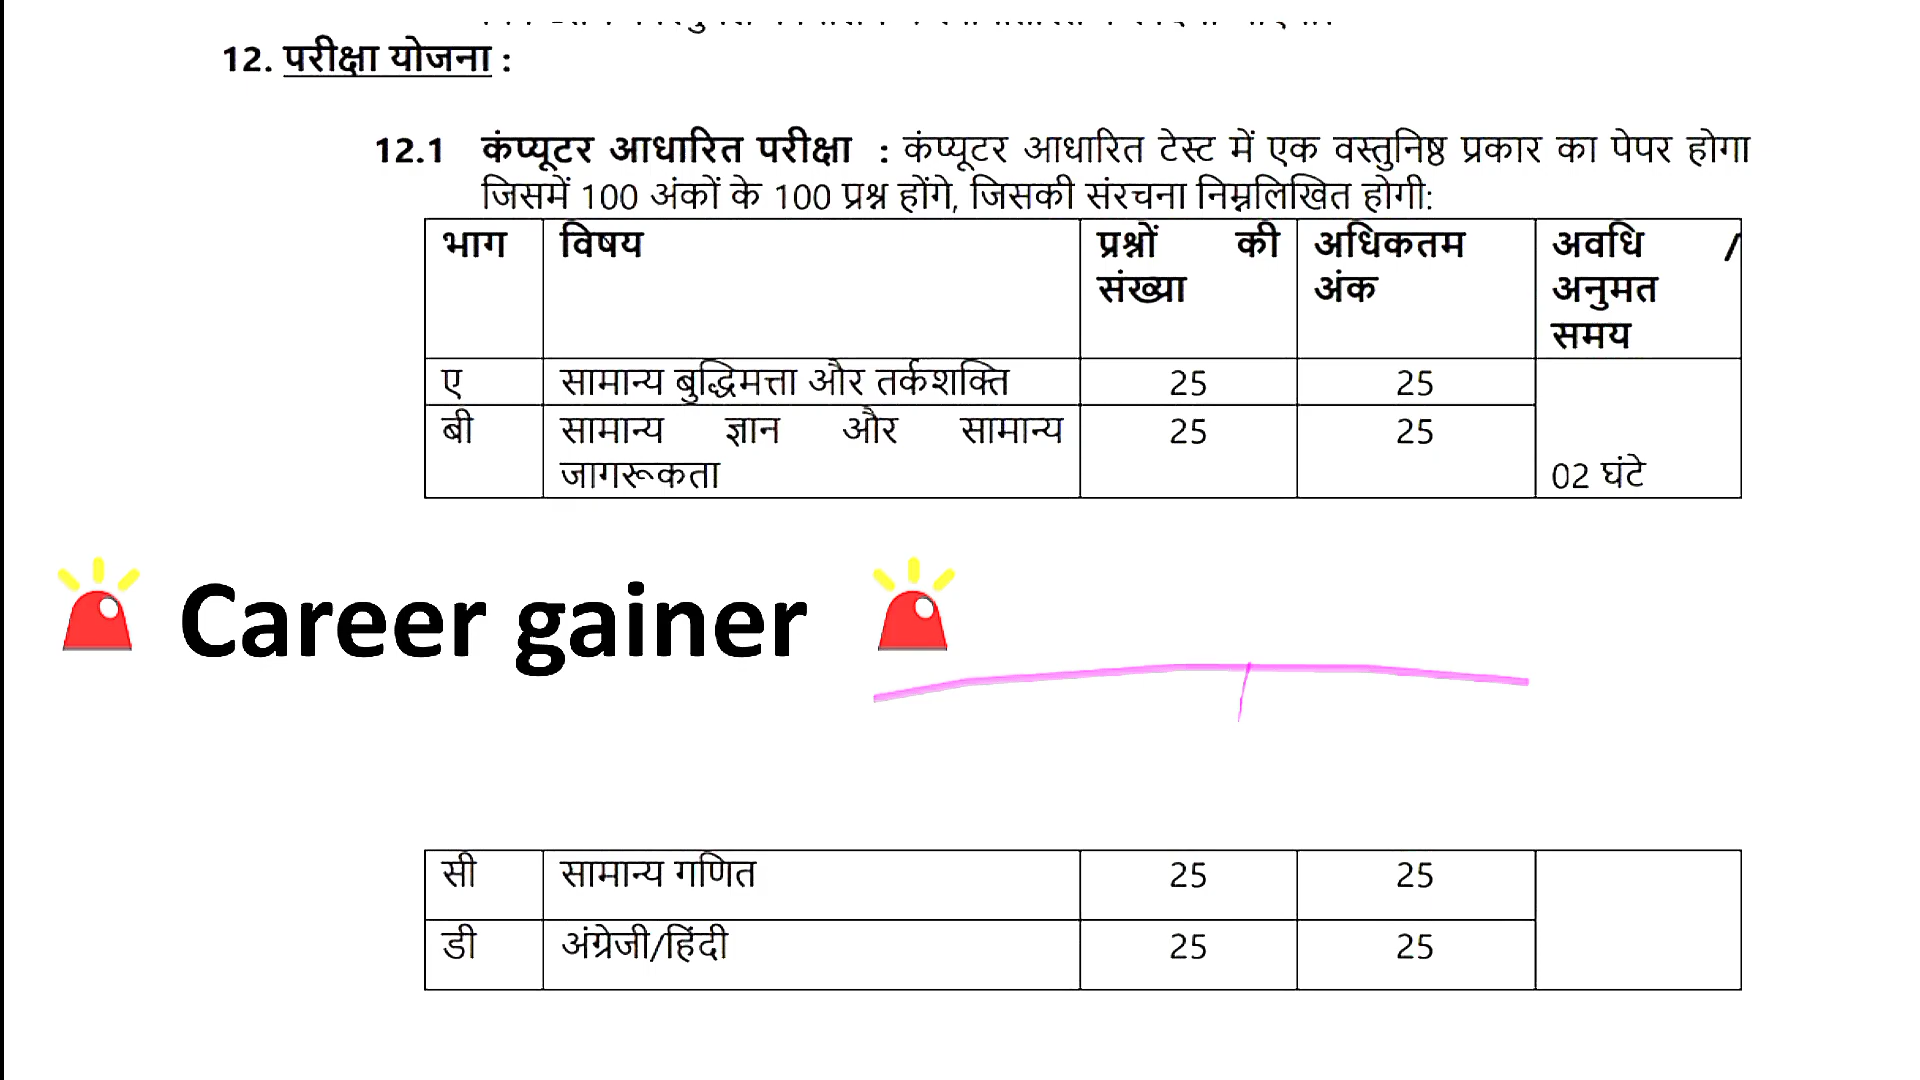 12. परीक्षा योजना :
12.1 कंप्यूटर आधारित परीक्षा : कंप्यूटर आधारित टेस्ट में एक वस्तुनिष्ठ प्रकार का पेपर होगा
जिसमें 100 अंकों के 100 प्रश्न होंगे, जिसकी संरचना निम्नलिखित होगी:
भाग विषय प्रश्नों की संख्या अधिकतम अंक अवधि / अनुमत समय
ए सामान्य बुद्धिमत्ता और तर्कशक्ति 25 25
बी सामान्य ज्ञान और सामान्य 25 25
जागरूकता 02 घंटे
Career gainer
सी सामान्य गणित 25 25
डी अंग्रेजी/हिंदी 25 25